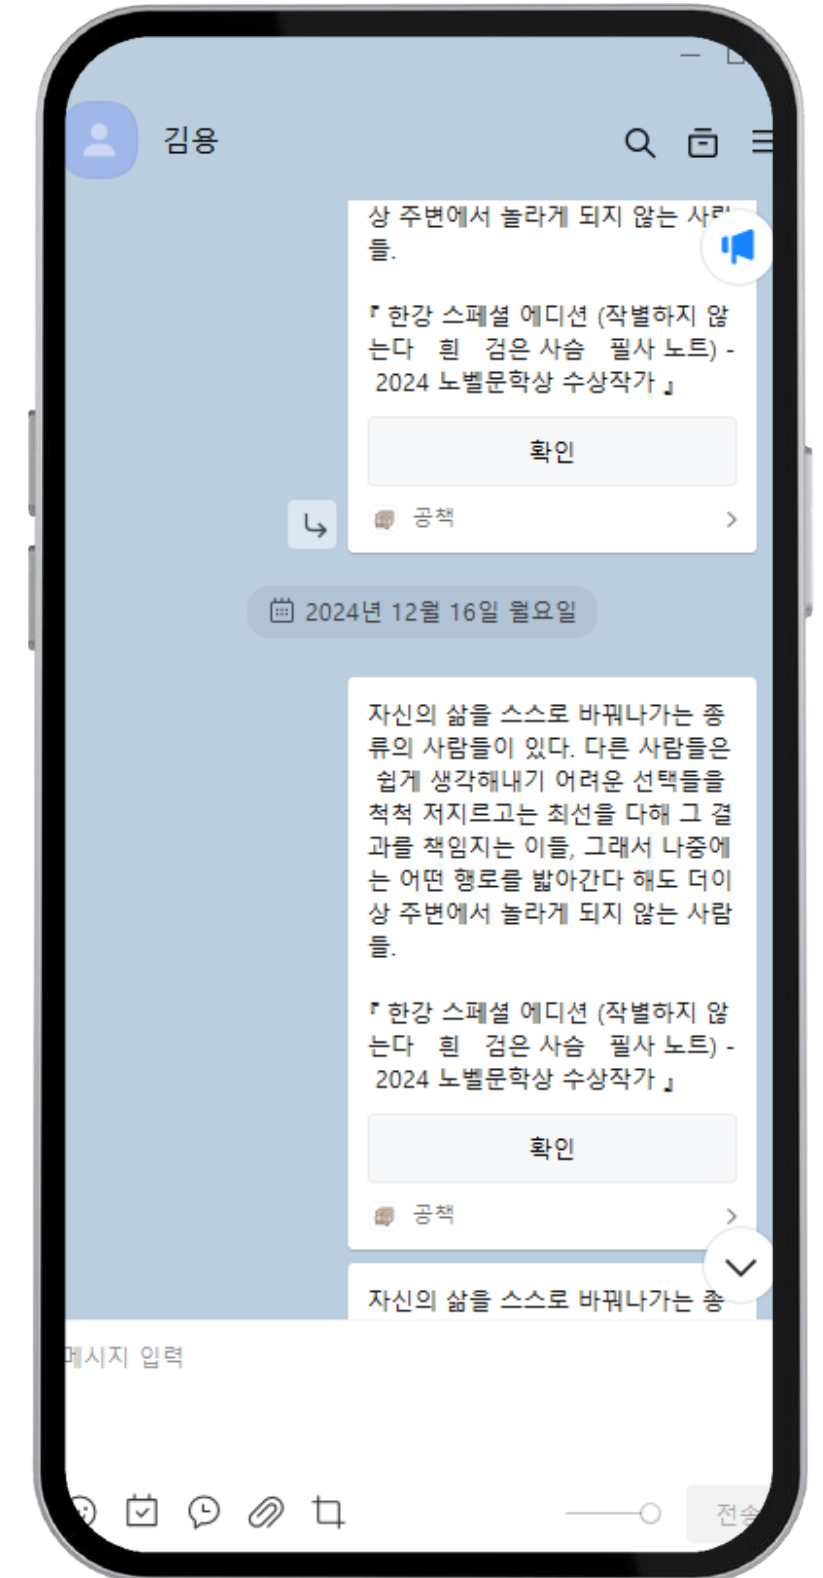 김용
상 주변에서 놀라게 되지 않는 사람
들.
『 한강 스페셜 에디션 (작별하지 않
는다 흰 검은 사슴 필사 노트) -
2024 노벨문학상 수상작가 』
확인
공책
2024년 12월 16일 월요일
자신의 삶을 스스로 바꿔나가는 종
류의 사람들이 있다. 다른 사람들은
쉽게 생각해내기 어려운 선택들을
척척 저지르고는 최선을 다해 그 결
과를 책임지는 이들, 그래서 나중에
는 어떤 행로를 밟아간다 해도 더이
상 주변에서 놀라게 되지 않는 사람
들.
『 한강 스페셜 에디션 (작별하지 않
는다 흰 검은 사슴 필사 노트) -
2024 노벨문학상 수상작가 』
확인
공책
자신의 삶을 스스로 바꿔나가는 종
메시지 입력
전송